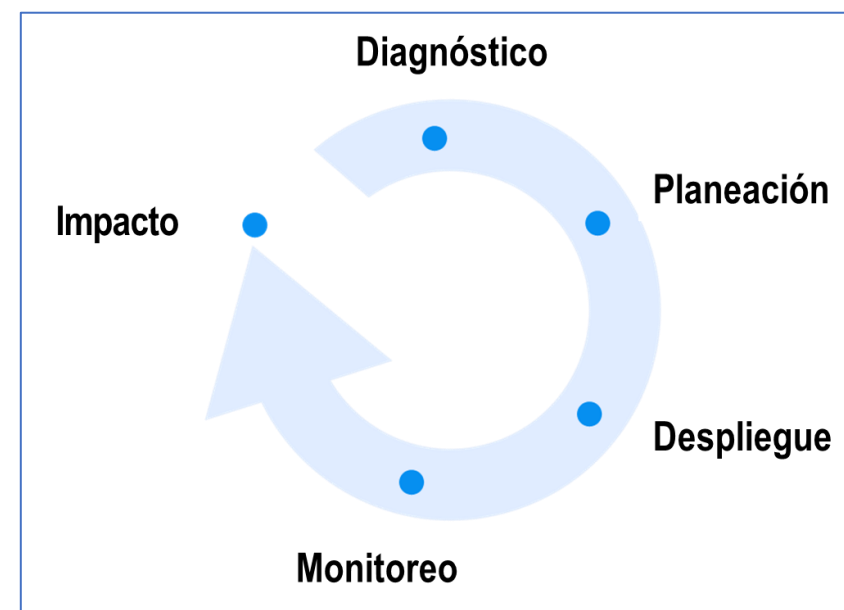 Diagnóstico
Planeación
Despliegue
Monitoreo
Impacto